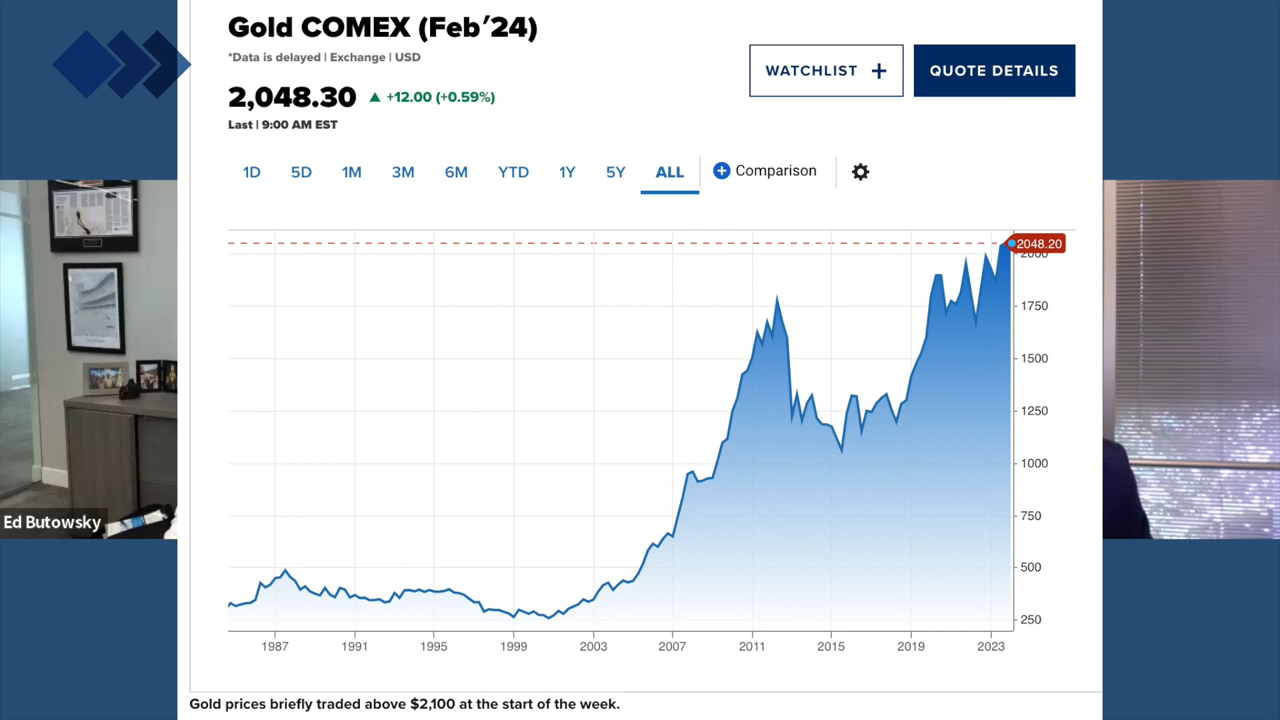 Gold COMEX (Feb′24)
*Data is delayed | Exchange | USD
2,048.30 ▲ +12.00 (+0.59%)
Last | 9:00 AM EST
WATCHLIST +
QUOTE DETAILS
1D 5D 1M 3M 6M YTD 1Y 5Y ALL + Comparison
2048.20
2000
1750
1500
1250
1000
750
500
250
1987 1991 1995 1999 2003 2007 2011 2015 2019 2023
Ed Butowsky
Gold prices briefly traded above $2,100 at the start of the week.